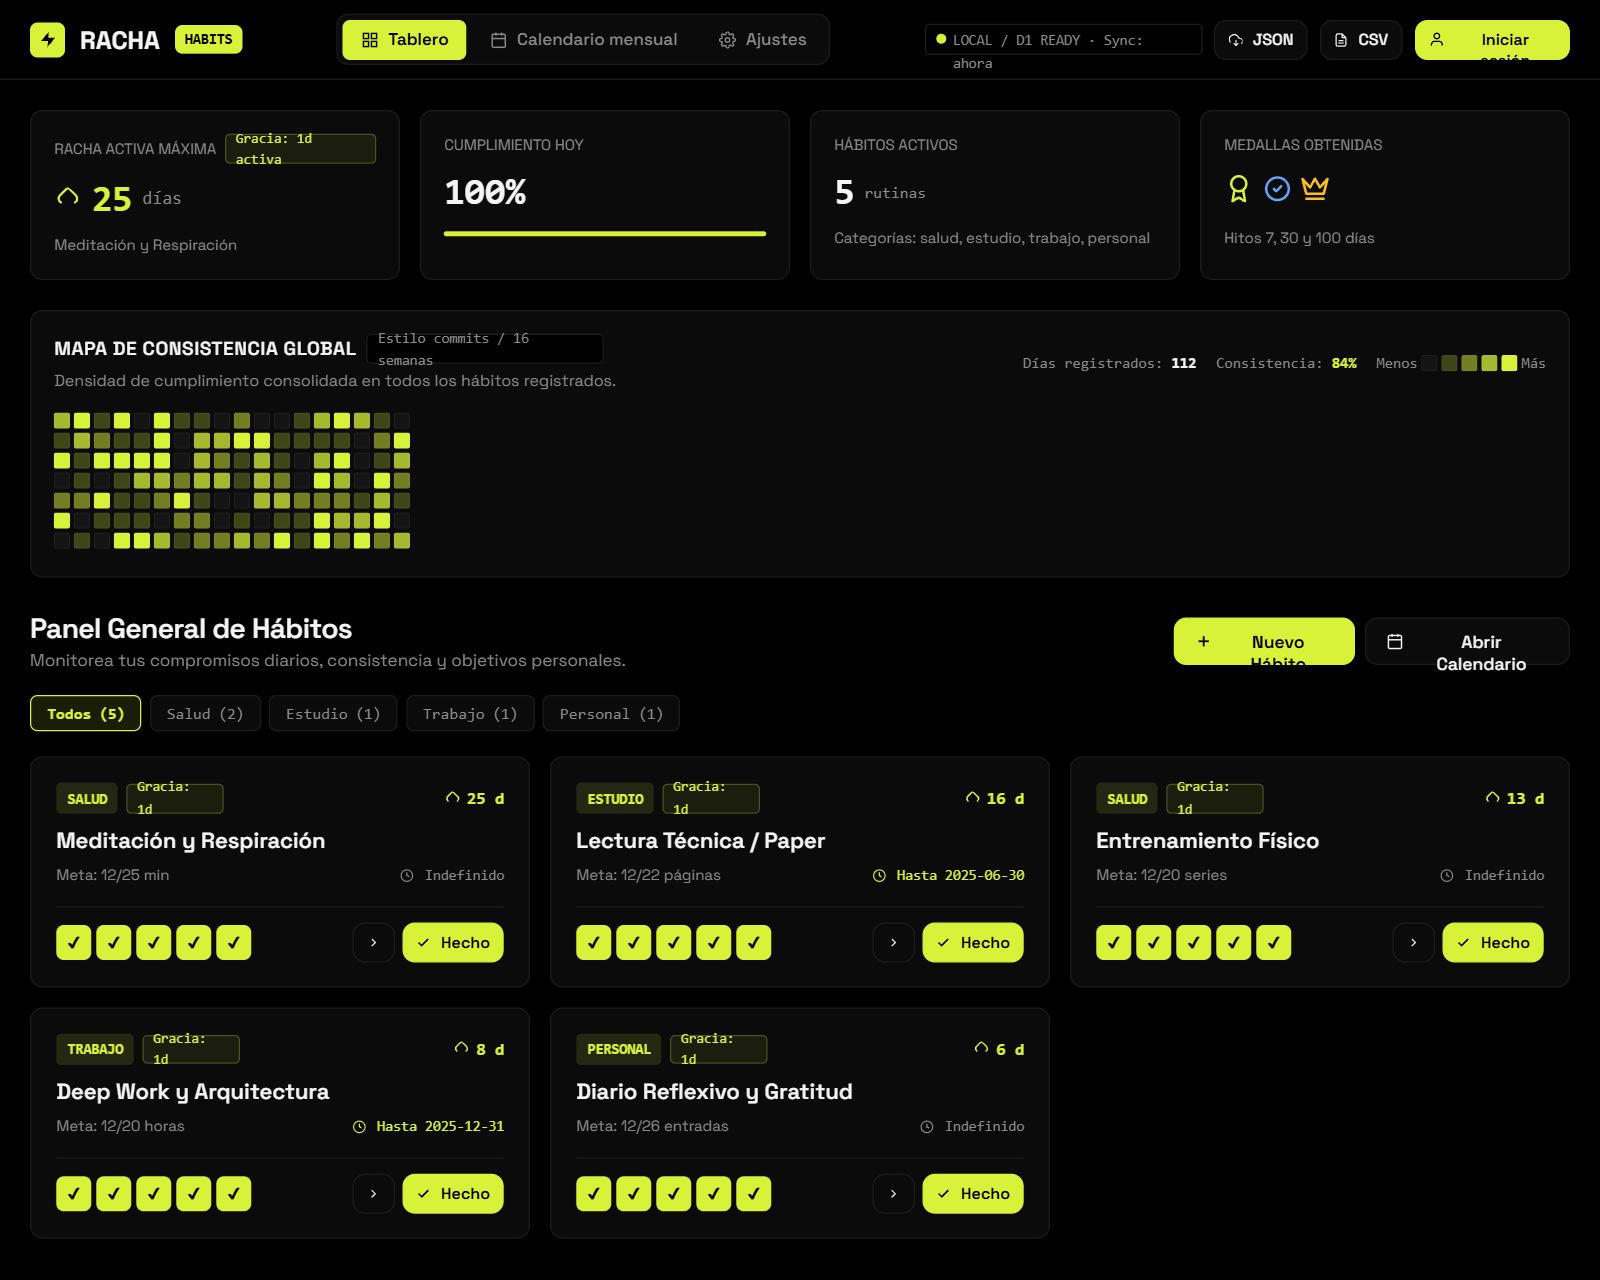 RACHA HABITS
Tablero
Calendario mensual
Ajustes
LOCAL / D1 READY · Sync:
ahora
JSON
CSV
Iniciar
sesión
RACHA ACTIVA MÁXIMA
Gracia: 1d
activa
25 días
Meditación y Respiración
CUMPLIMIENTO HOY
100%
HÁBITOS ACTIVOS
5 rutinas
Categorías: salud, estudio, trabajo, personal
MEDALLAS OBTENIDAS
Hitos 7, 30 y 100 días
MAPA DE CONSISTENCIA GLOBAL
Estilo commits / 16
semanas
Densidad de cumplimiento consolidada en todos los hábitos registrados.
Días registrados: 112
Consistencia: 84%
Menos
Más
Panel General de Hábitos
Monitorea tus compromisos diarios, consistencia y objetivos personales.
Nuevo
Hábito
Abrir
Calendario
Todos (5)
Salud (2)
Estudio (1)
Trabajo (1)
Personal (1)
SALUD
Gracia:
1d
25 d
Meditación y Respiración
Meta: 12/25 min
Indefinido
Hecho
ESTUDIO
Gracia:
1d
16 d
Lectura Técnica / Paper
Meta: 12/22 páginas
Hasta 2025-06-30
Hecho
SALUD
Gracia:
1d
13 d
Entrenamiento Físico
Meta: 12/20 series
Indefinido
Hecho
TRABAJO
Gracia:
1d
8 d
Deep Work y Arquitectura
Meta: 12/20 horas
Hasta 2025-12-31
Hecho
PERSONAL
Gracia:
1d
6 d
Diario Reflexivo y Gratitud
Meta: 12/26 entradas
Indefinido
Hecho